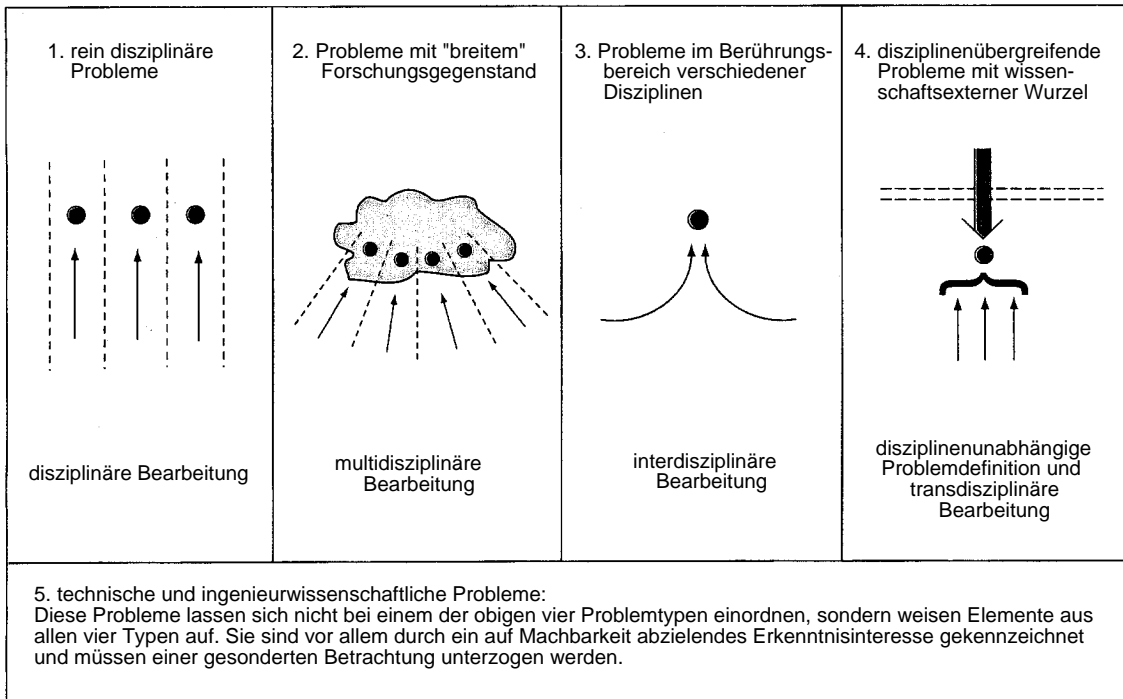 1. rein disziplinäre
Probleme
2. Probleme mit "breitem"
Forschungsgegenstand
3. Probleme im Berührungs-
bereich verschiedener
Disziplinen
4. disziplinenübergreifende
Probleme mit wissen-
schaftsexterner Wurzel
disziplinäre Bearbeitung
multidisziplinäre
Bearbeitung
interdisziplinäre
Bearbeitung
disziplinenunabhängige
Problemdefinition und
transdisziplinäre
Bearbeitung
5. technische und ingenieurwissenschaftliche Probleme:
Diese Probleme lassen sich nicht bei einem der obigen vier Problemtypen einordnen, sondern weisen Elemente aus
allen vier Typen auf. Sie sind vor allem durch ein auf Machbarkeit abzielendes Erkenntnisinteresse gekennzeichnet
und müssen einer gesonderten Betrachtung unterzogen werden.